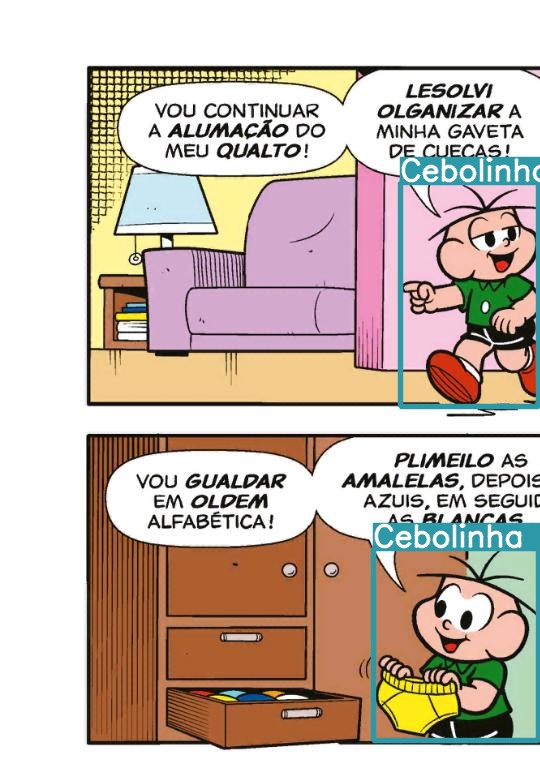 VOU CONTINUAR
A ALUMAÇÃO DO
MEU QUALTO!
LESOLVI
OLGANIZAR A
MINHA GAVETA
DE CUECAS!
Cebolinha
VOU GUALDAR
EM OLDEM
ALFABÉTICA!
PLIMEILO AS
AMALELAS, DEPOIS
AZUIS, EM
AS BLANCAS
Cebolinha